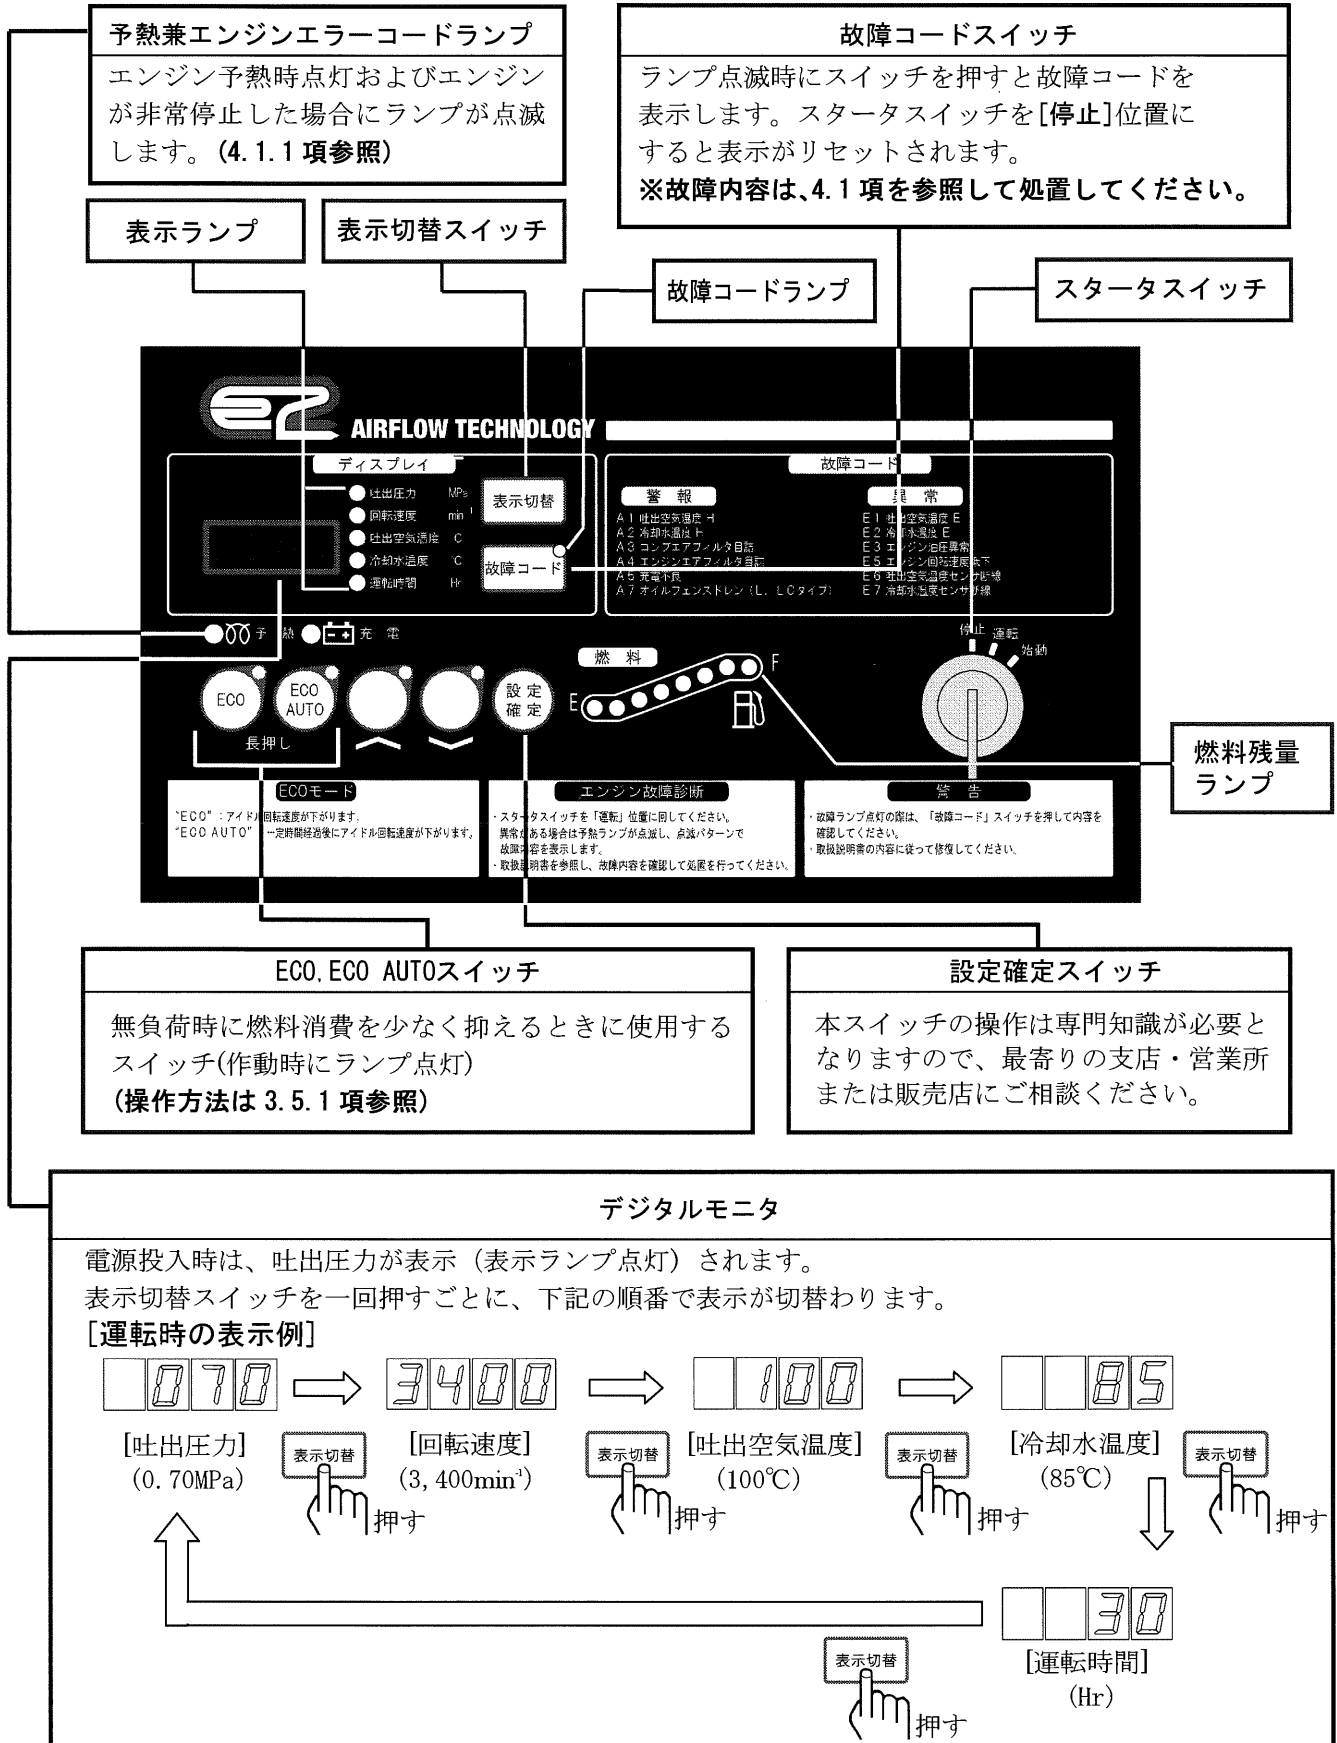 予熱兼エンジンエラーコードランプ
エンジン予熱時点灯およびエンジン
が非常停止した場合にランプが点滅
します。(4.1.1項参照)
故障コードスイッチ
ランプ点滅時にスイッチを押すと故障コードを
表示します。スタータスイッチを[停止]位置に
すると表示がリセットされます。
※故障内容は、4.1項を参照して処置してください。
表示ランプ
表示切替スイッチ
故障コードランプ
スタータスイッチ
e2
AIRFLOW TECHNOLOGY
ディスプレイ
吐出圧力 MPa
回転速度 min⁻¹
吐出空気温度 ℃
冷却水温度 ℃
運転時間 Hr
表示切替
故障コード
故障コード
警報
A1 吐出空気温度 H
A2 冷却水温度 H
A3 コンプエアフィルタ目詰
A4 エンジンエアフィルタ目詰
A5 充電不良
A7 オイルフェンスドレン(L、LCタイプ)
異常
E1 吐出空気温度 E
E2 冷却水温度 E
E3 エンジン油圧異常
E5 エンジン回転速度低下
E6 吐出空気温度センサ断線
E7 冷却水温度センサ断線
予熱
充電
ECO
ECO AUTO
長押し
設定
確定
燃料
E
F
停止
運転
始動
燃料残量
ランプ
ECOモード
"ECO":アイドル回転速度が下がります。
"ECO AUTO":一定時間経過後にアイドル回転速度が下がります。
エンジン故障診断
・スタータスイッチを「運転」位置に回してください。
異常がある場合は予熱ランプが点滅し、点滅パターンで
故障内容を表示します。
・取扱説明書を参照し、故障内容を確認して処置を行ってください。
警告
・故障ランプ点灯の際は、「故障コード」スイッチを押して内容を
確認してください。
・取扱説明書の内容に従って修復してください。
ECO,ECO AUTOスイッチ
無負荷時に燃料消費を少なく抑えるときに使用する
スイッチ(作動時にランプ点灯)
(操作方法は3.5.1項参照)
設定確定スイッチ
本スイッチの操作は専門知識が必要と
なりますので、最寄りの支店・営業所
または販売店にご相談ください。
デジタルモニタ
電源投入時は、吐出圧力が表示(表示ランプ点灯)されます。
表示切替スイッチを一回押すごとに、下記の順番で表示が切替わります。
[運転時の表示例]
070
3400
100
85
[吐出圧力]
(0.70MPa)
表示切替
押す
[回転速度]
(3,400min⁻¹)
表示切替
押す
[吐出空気温度]
(100℃)
表示切替
押す
[冷却水温度]
(85℃)
表示切替
押す
30
[運転時間]
(Hr)
表示切替
押す